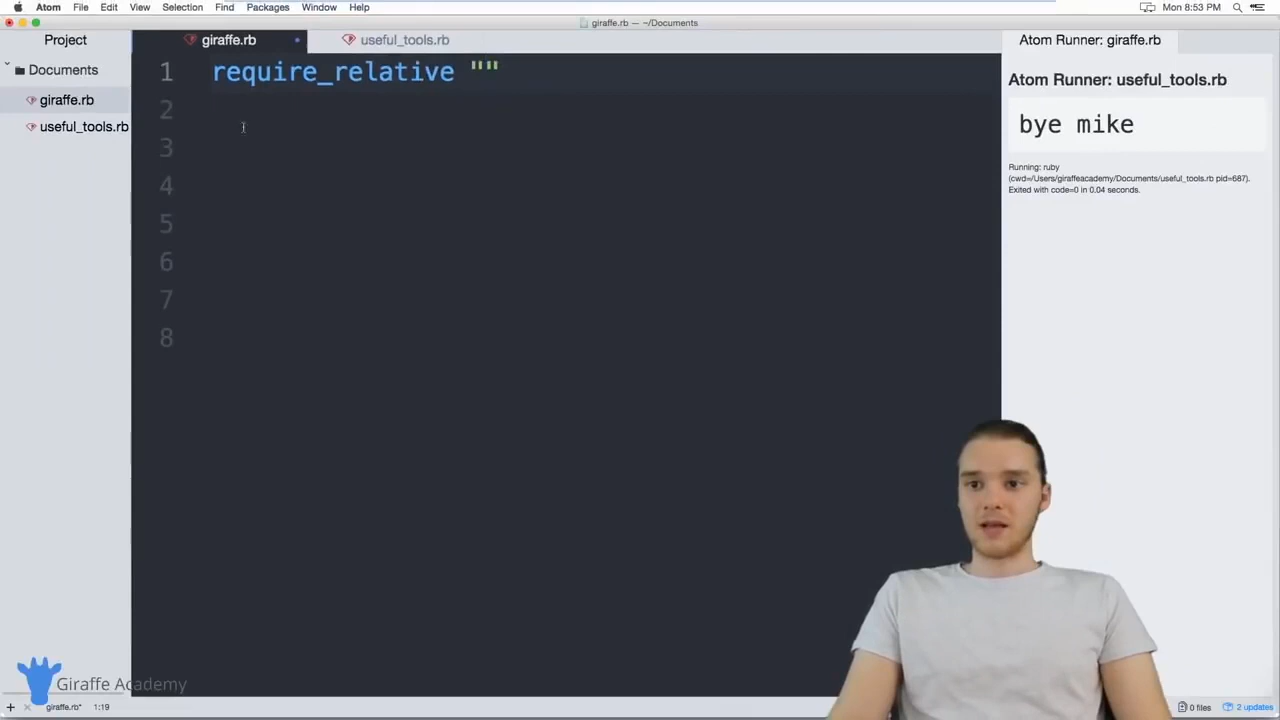 Atom File Edit View Selection Find Packages Window Help Mon 8:53 PM
giraffe.rb — ~/Documents
Project
Documents
giraffe.rb
useful_tools.rb
giraffe.rb useful_tools.rb
1 require_relative ""
2
3
4
5
6
7
8
Atom Runner: giraffe.rb
Atom Runner: useful_tools.rb
bye mike
Running: ruby
(cwd=/Users/giraffeacademy/Documents/useful_tools.rb pid=687).
Exited with code=0 in 0.04 seconds.
Giraffe Academy
giraffe.rb* 1:19 0 files 2 updates